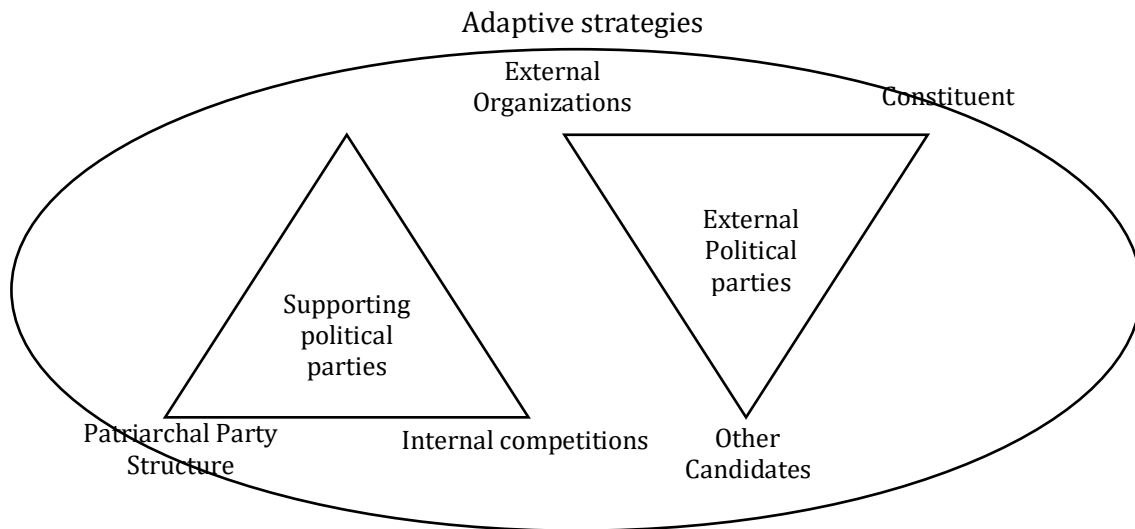 Adaptive strategies
External
Organizations
Constituent
External
Political
parties
Supporting
political
parties
Patriarchal Party
Structure
Internal competitions
Other
Candidates